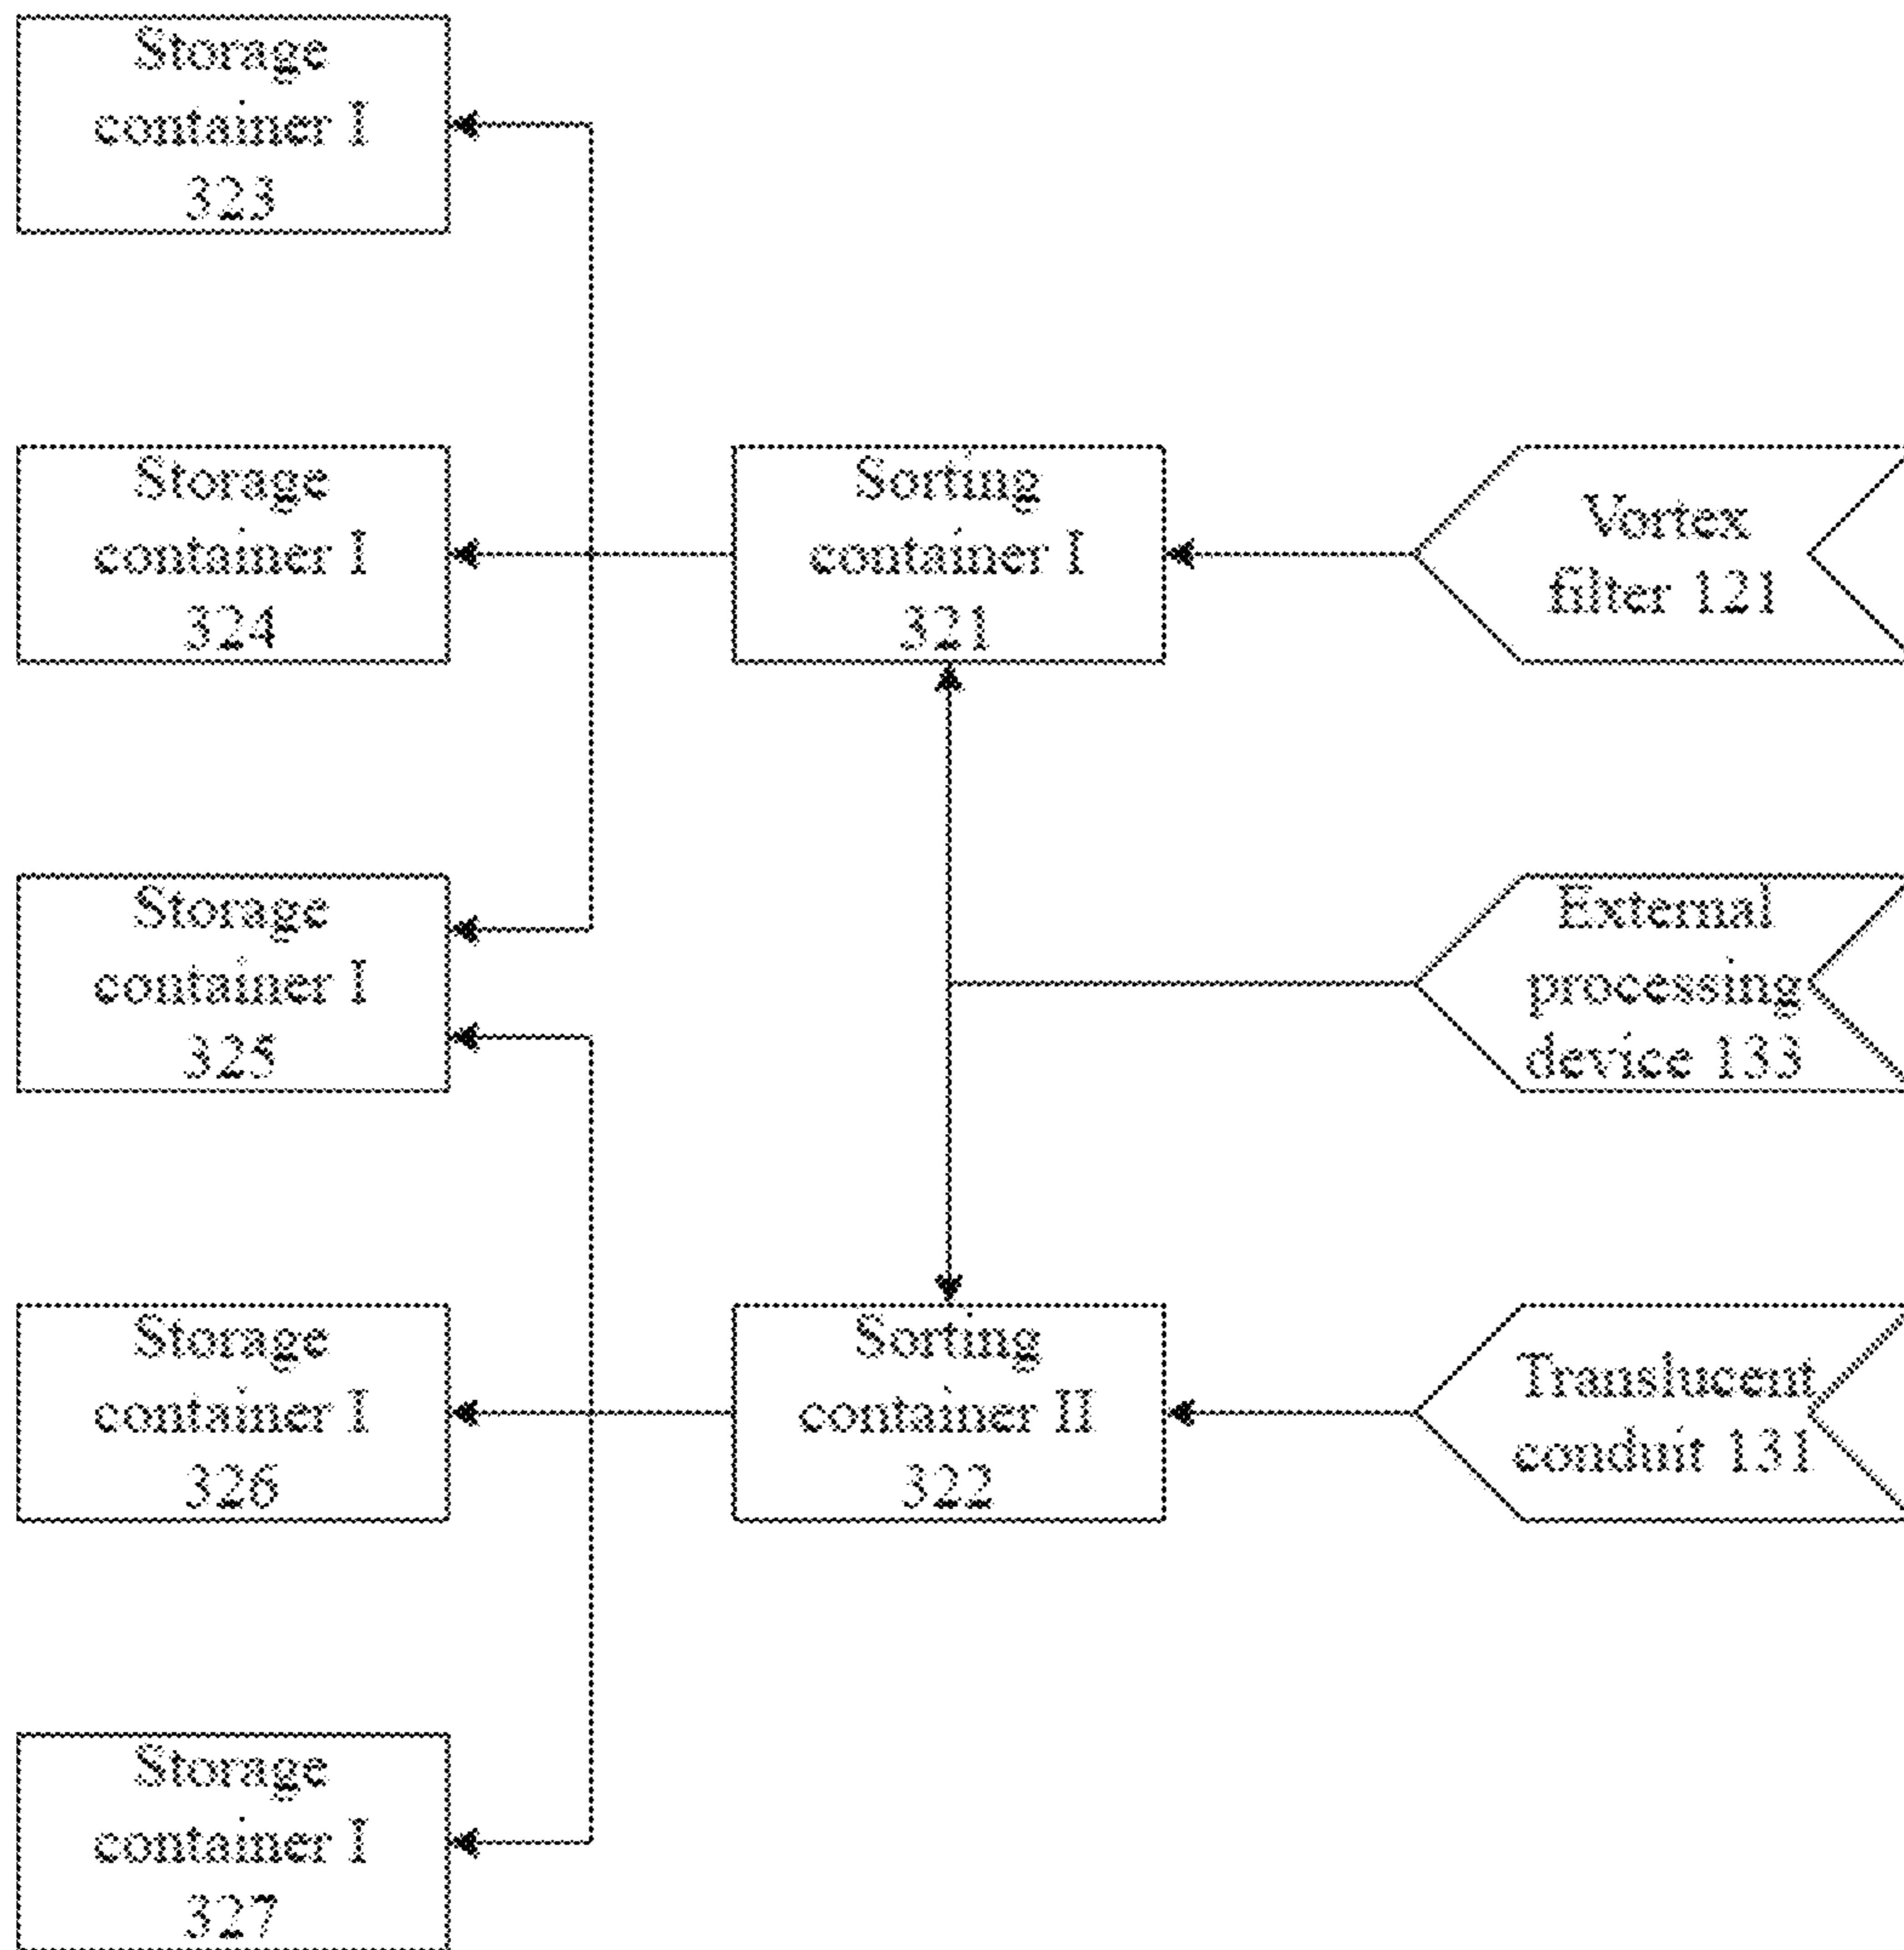 Storage
container I
323
Storage
container I
324
Sorting
container I
321
Vortex
filter 121
Storage
container I
325
External
processing
device 133
Storage
container I
326
Sorting
container II
322
Translucent
conduit 131
Storage
container I
327